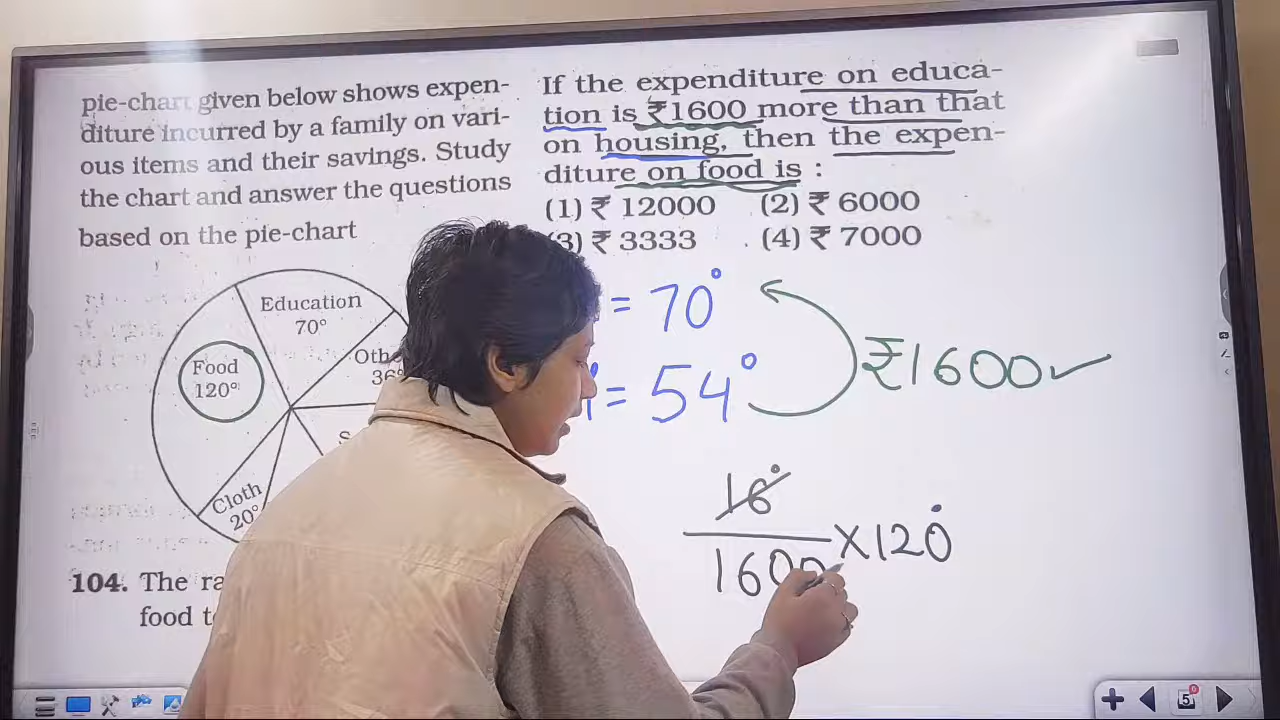 pie-chart given below shows expen-
diture incurred by a family on vari-
ous items and their savings. Study
the chart and answer the questions
based on the pie-chart
If the expenditure on educa-
tion is ₹1600 more than that
on housing, then the expen-
diture on food is :
(1) ₹ 12000 (2) ₹ 6000
(3) ₹ 3333 (4) ₹ 7000
Education
70°
Food
120°
36°
Cloth
20°
= 70°
= 54°
₹1600
16°
1600 × 120°
104. The
food
5